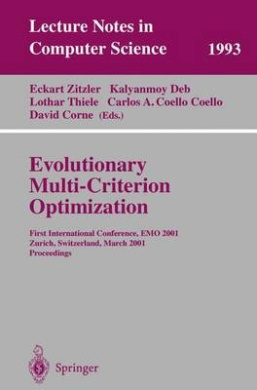 Lecture Notes in
Computer Science 1993
Eckart Zitzler Kalyanmoy Deb
Lothar Thiele Carlos A. Coello Coello
David Corne (Eds.)
Evolutionary
Multi-Criterion
Optimization
First International Conference, EMO 2001
Zurich, Switzerland, March 2001
Proceedings
Springer